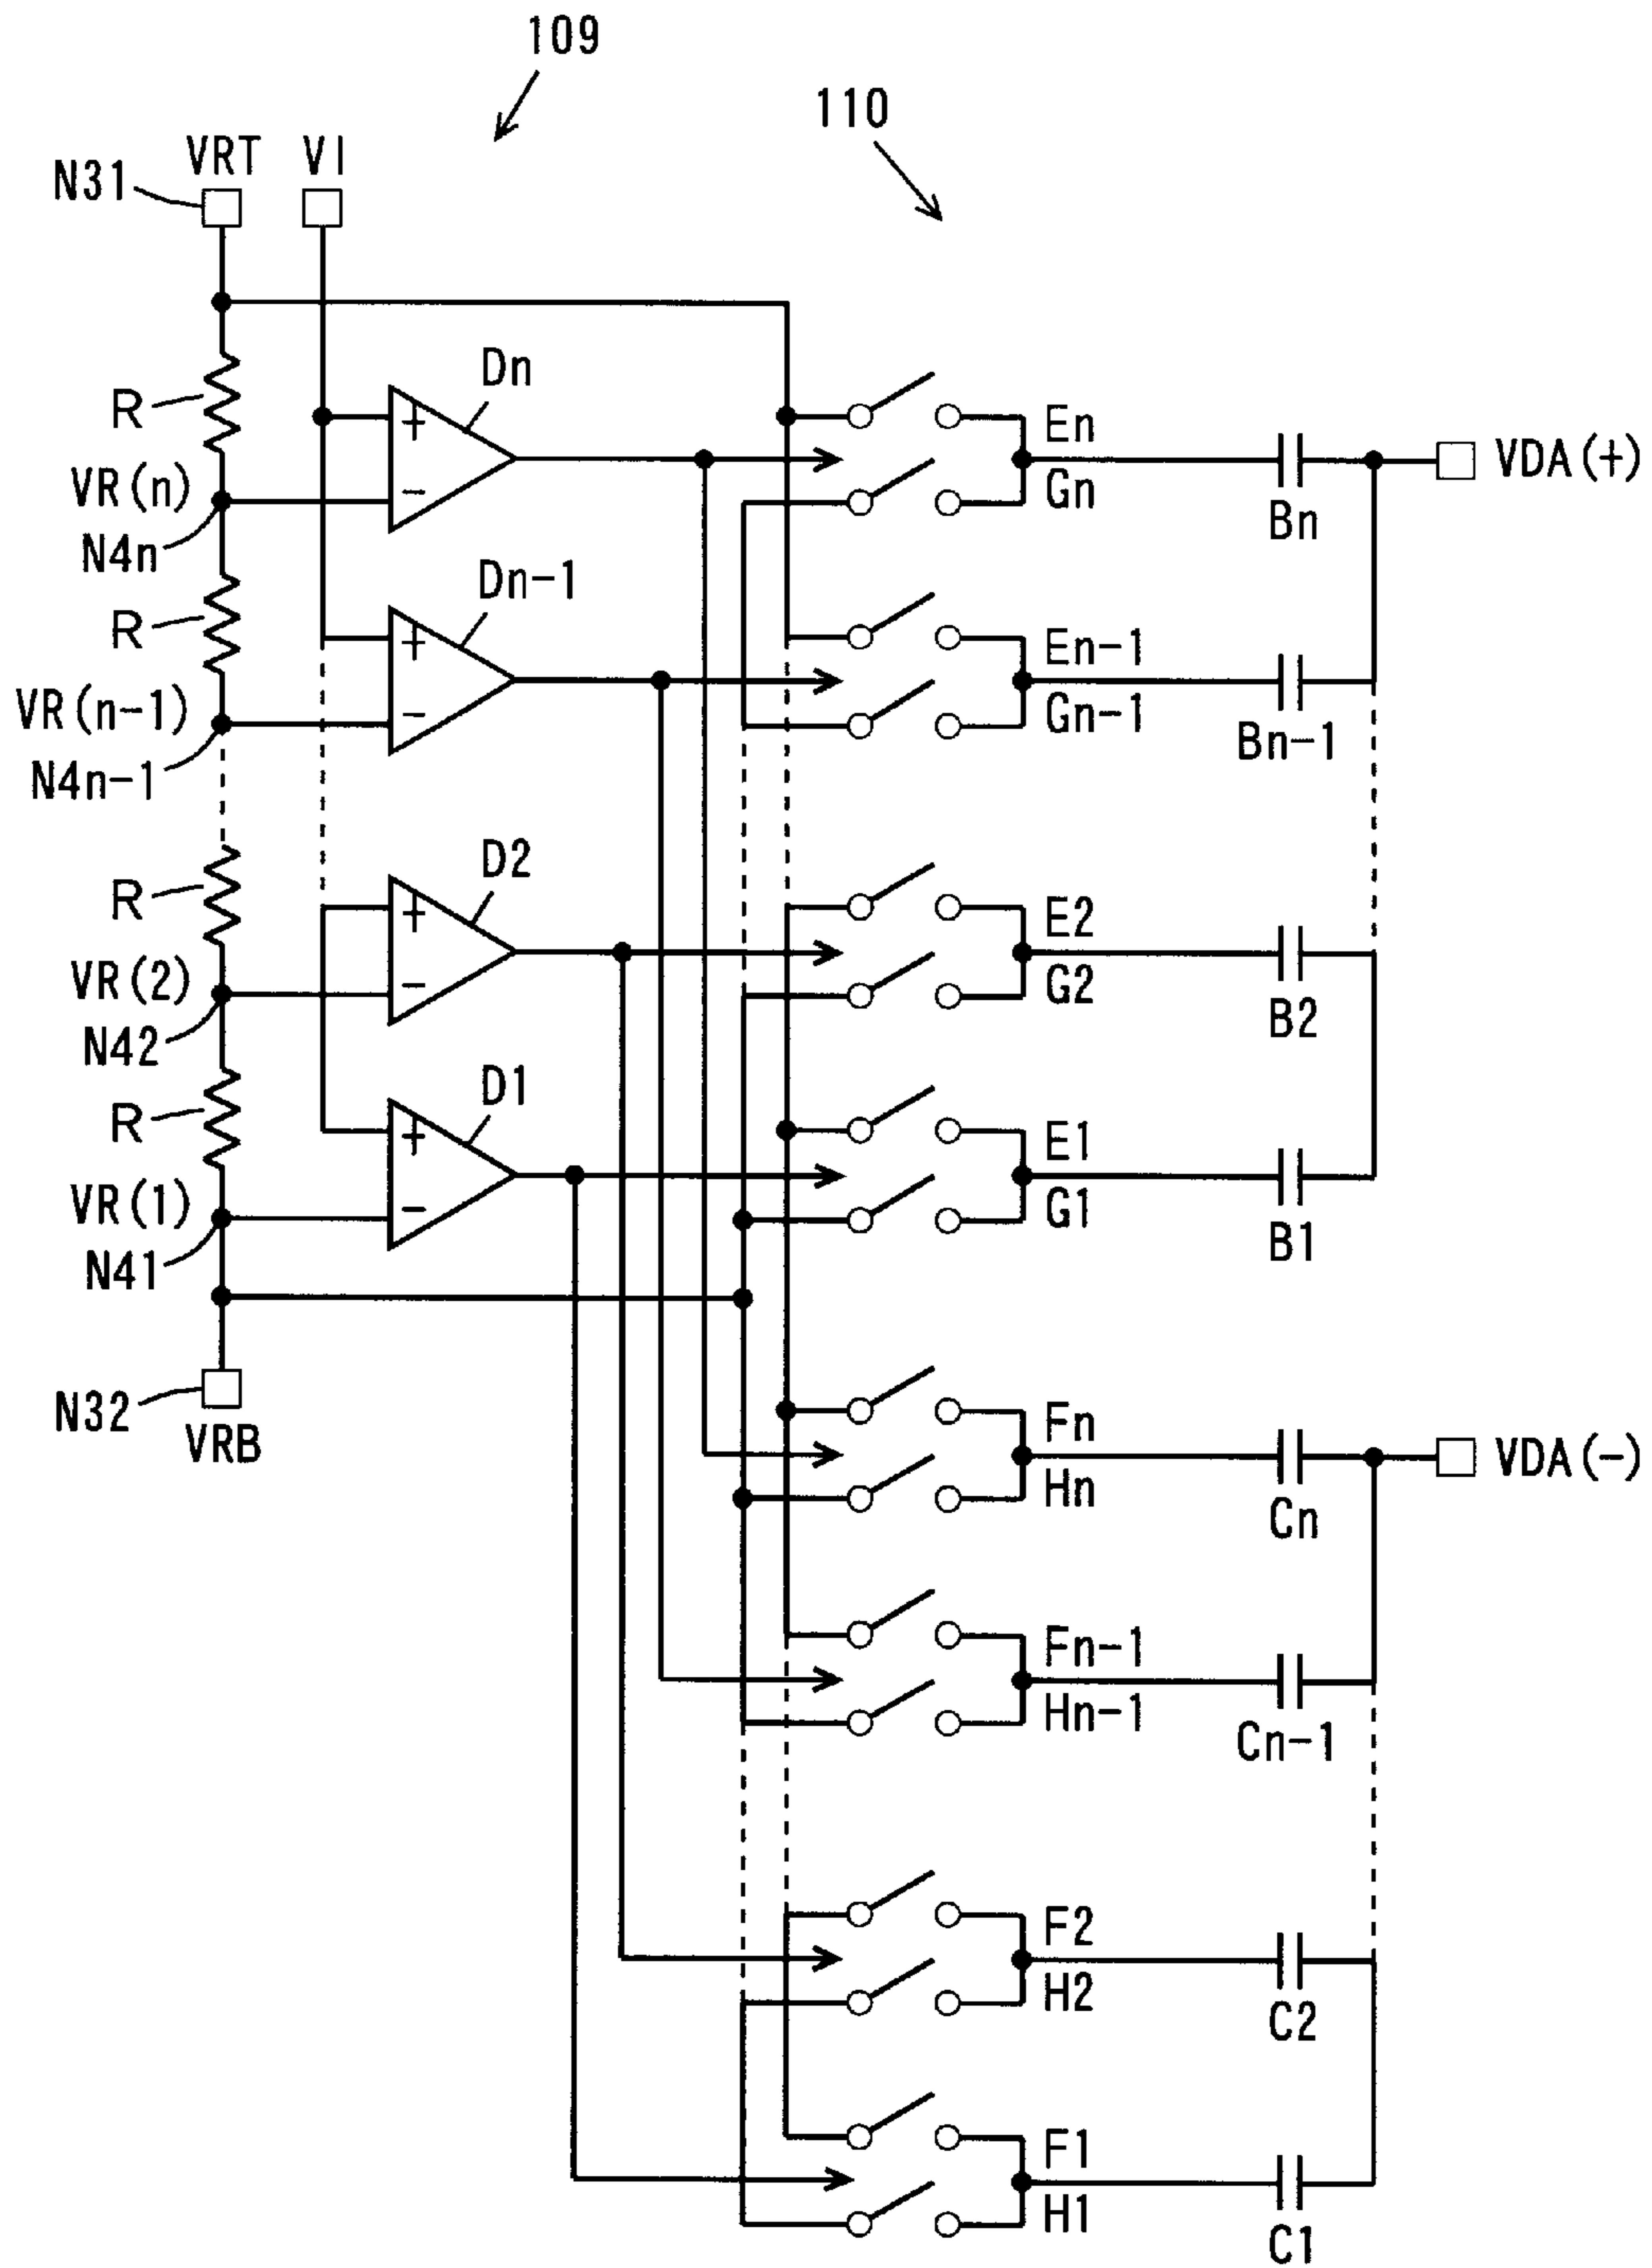 109
110
VRT VI
N31
Dn
R
+
−
En
Gn
Bn
VDA(+)
VR(n)
N4n
Dn-1
R
+
−
En-1
Gn-1
Bn-1
VR(n-1)
N4n-1
D2
R
+
−
E2
G2
B2
VR(2)
N42
D1
R
+
−
E1
G1
B1
VR(1)
N41
N32
VRB
Fn
Hn
Cn
VDA(-)
Fn-1
Hn-1
Cn-1
F2
H2
C2
F1
H1
C1